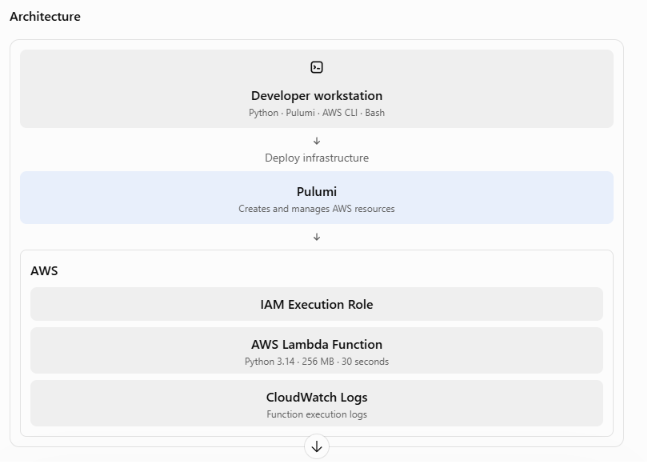 Architecture
Developer workstation
Python · Pulumi · AWS CLI · Bash
Deploy infrastructure
Pulumi
Creates and manages AWS resources
AWS
IAM Execution Role
AWS Lambda Function
Python 3.14 · 256 MB · 30 seconds
CloudWatch Logs
Function execution logs